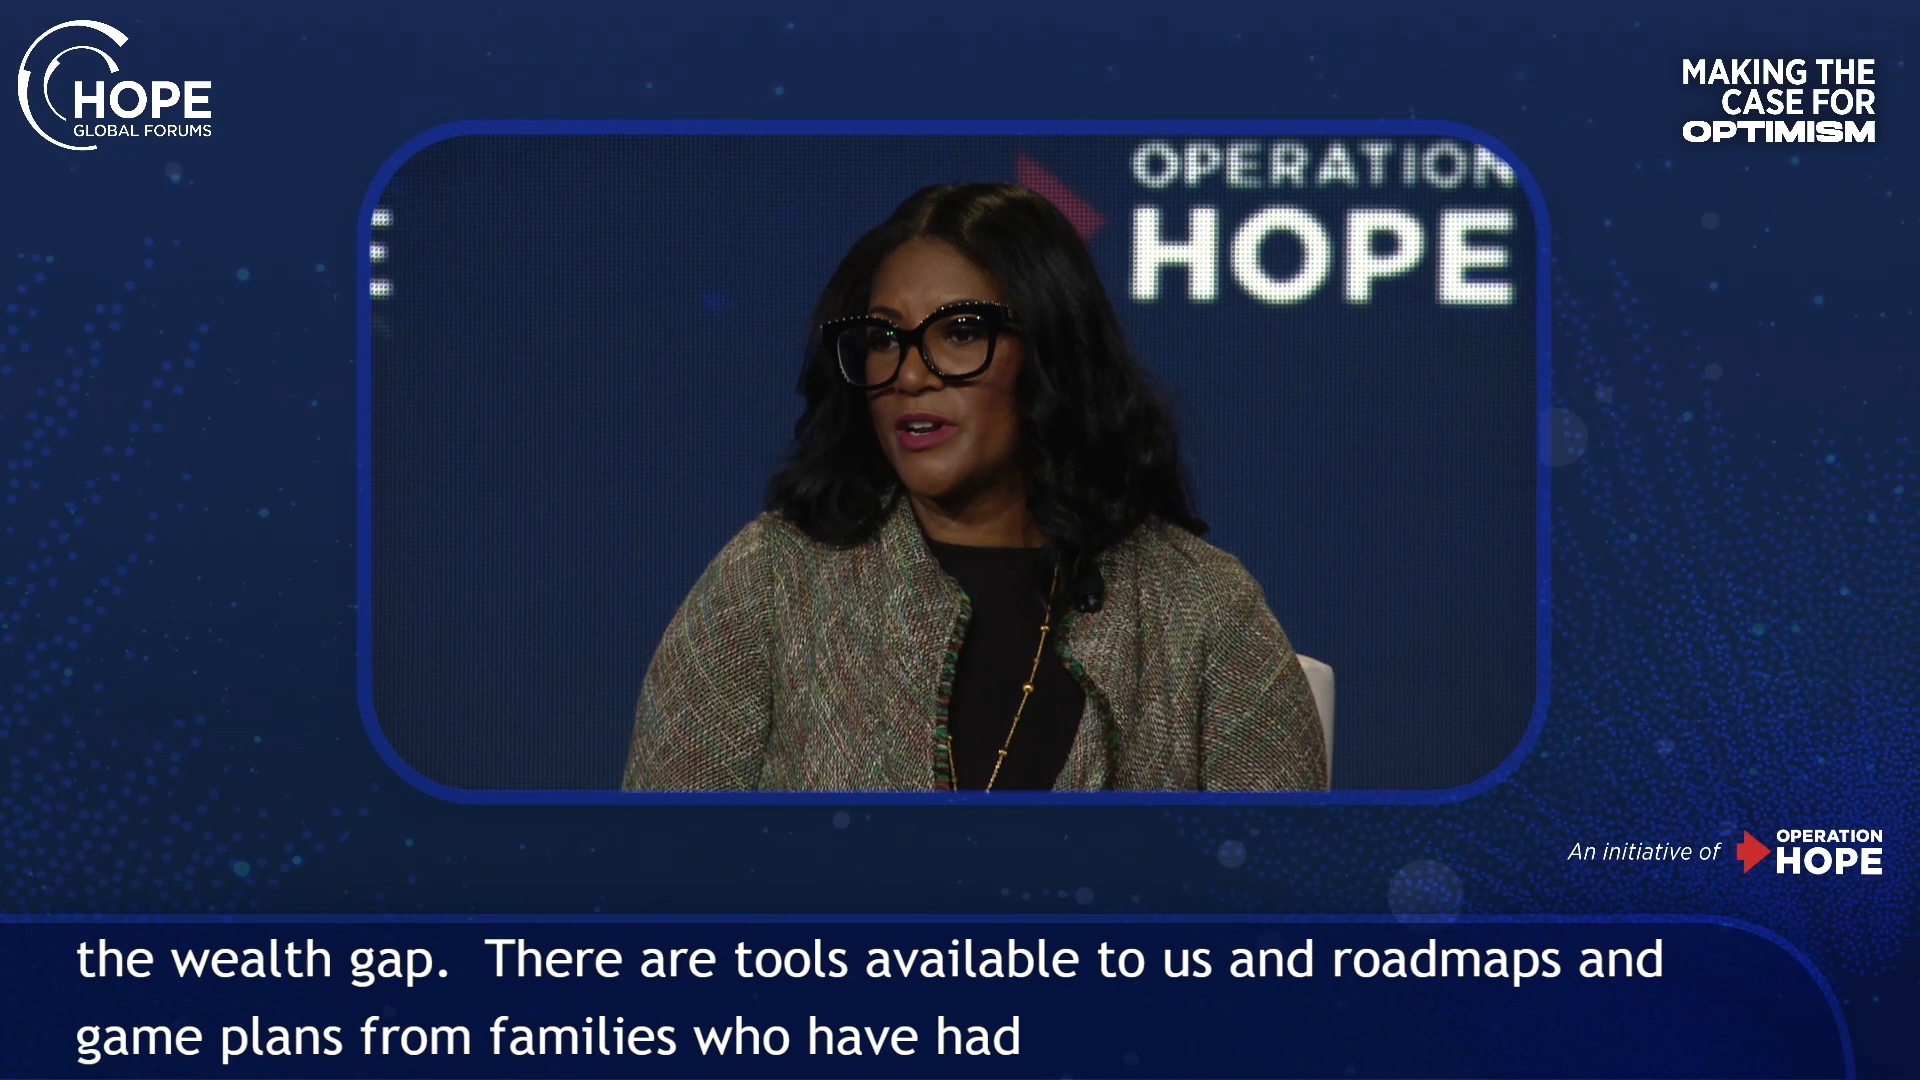 HOPE
GLOBAL FORUMS
MAKING THE
CASE FOR
OPTIMISM
OPERATION
HOPE
An initiative of
OPERATION
HOPE
the wealth gap. There are tools available to us and roadmaps and
game plans from families who have had